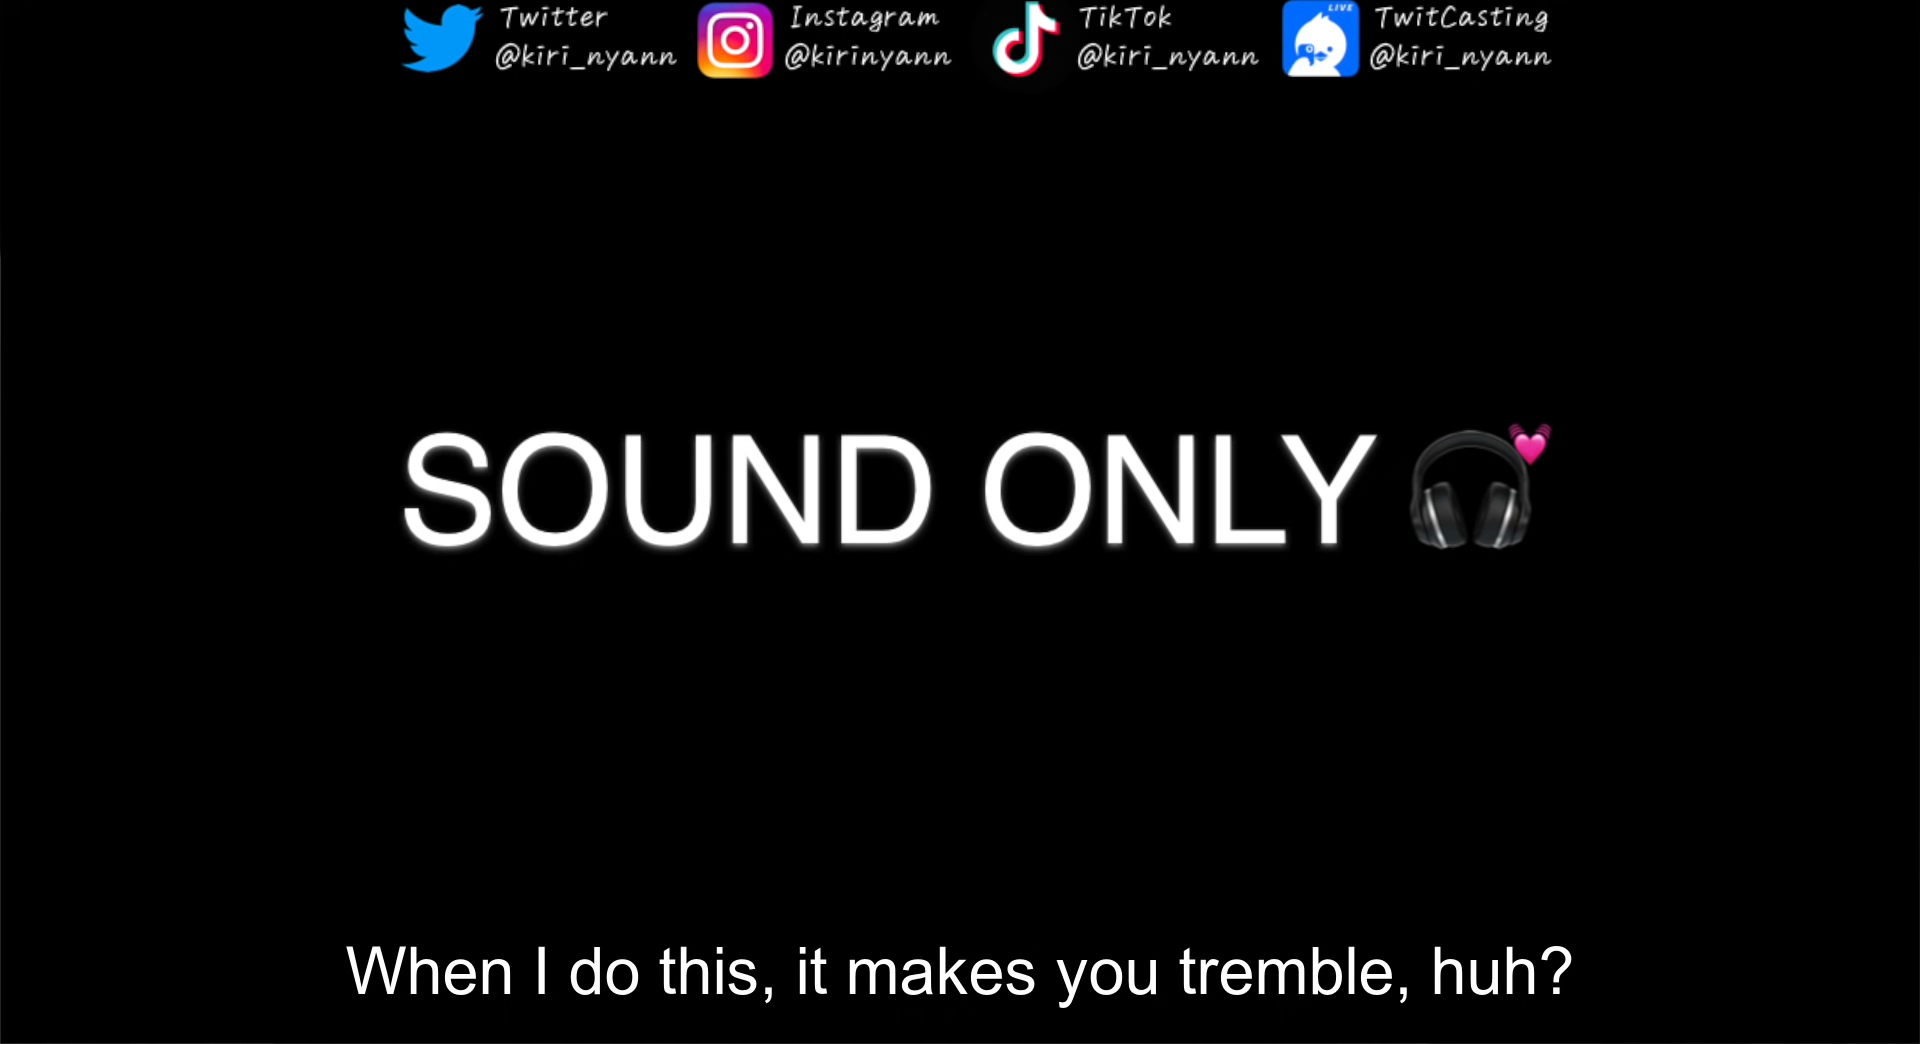 Twitter Instagram TikTok TwitCasting
@kiri_nyann @kirinyann @kiri_nyann @kiri_nyann
LIVE
SOUND ONLY
When I do this, it makes you tremble, huh?